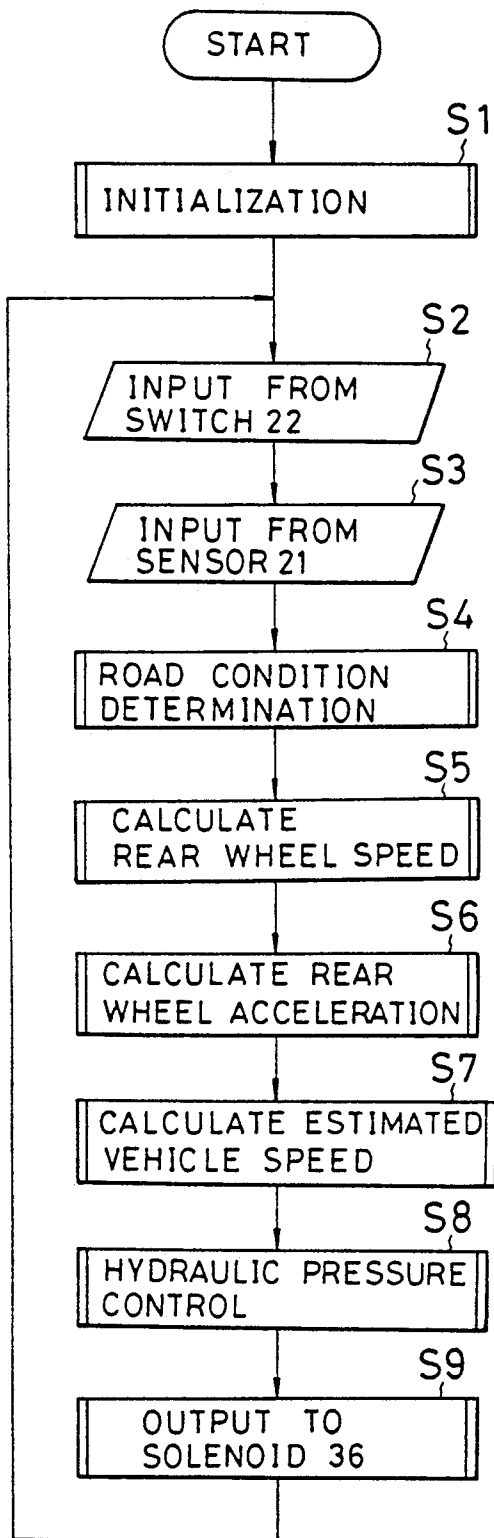 START
S1
INITIALIZATION
S2
INPUT FROM
SWITCH 22
S3
INPUT FROM
SENSOR 21
S4
ROAD CONDITION
DETERMINATION
S5
CALCULATE
REAR WHEEL SPEED
S6
CALCULATE REAR
WHEEL ACCELERATION
S7
CALCULATE ESTIMATED
VEHICLE SPEED
S8
HYDRAULIC PRESSURE
CONTROL
S9
OUTPUT TO
SOLENOID 36